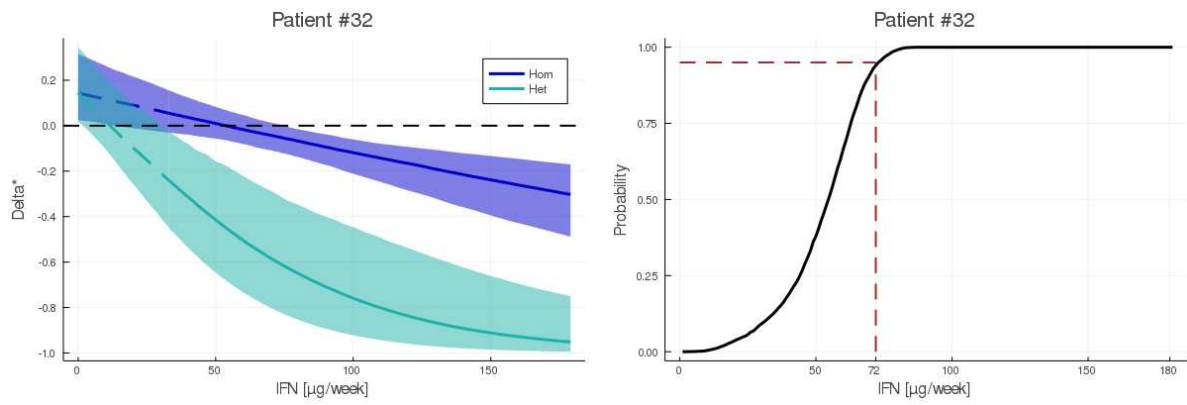 Patient #32
0.2
0.0
-0.2
-0.4
-0.6
-0.8
-1.0
Delta*
0
50
100
150
IFN [µg/week]
Hom
Het
Patient #32
1.00
0.75
0.50
0.25
0.00
Probability
0
50
72
100
150
180
IFN [µg/week]